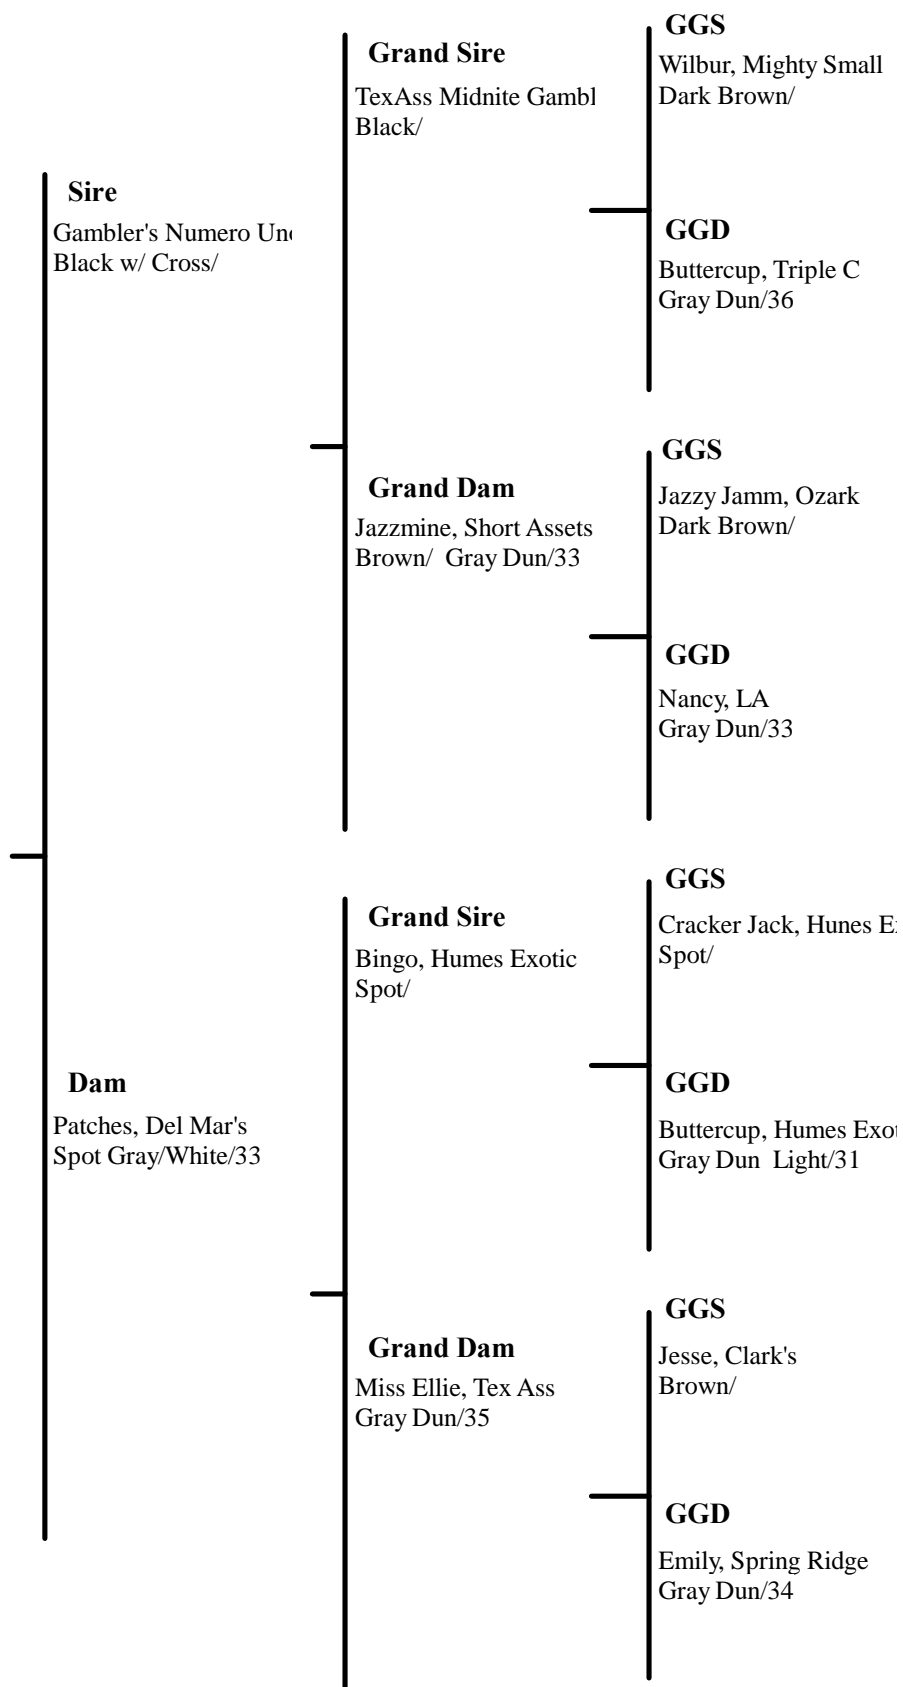 Sire
Gambler's Numero Uno
Black w/ Cross/
Dam
Patches, Del Mar's
Spot Gray/White/33
Grand Sire
TexAss Midnite Gambl
Black/
Grand Dam
Jazzmine, Short Assets
Brown/ Gray Dun/33
Grand Sire
Bingo, Humes Exotic
Spot/
Grand Dam
Miss Ellie, Tex Ass
Gray Dun/35
GGS
Wilbur, Mighty Small
Dark Brown/
GGD
Buttercup, Triple C
Gray Dun/36
GGS
Jazzy Jamm, Ozark
Dark Brown/
GGD
Nancy, LA
Gray Dun/33
GGS
Cracker Jack, Hunes Ex
Spot/
GGD
Buttercup, Humes Exot
Gray Dun Light/31
GGS
Jesse, Clark's
Brown/
GGD
Emily, Spring Ridge
Gray Dun/34